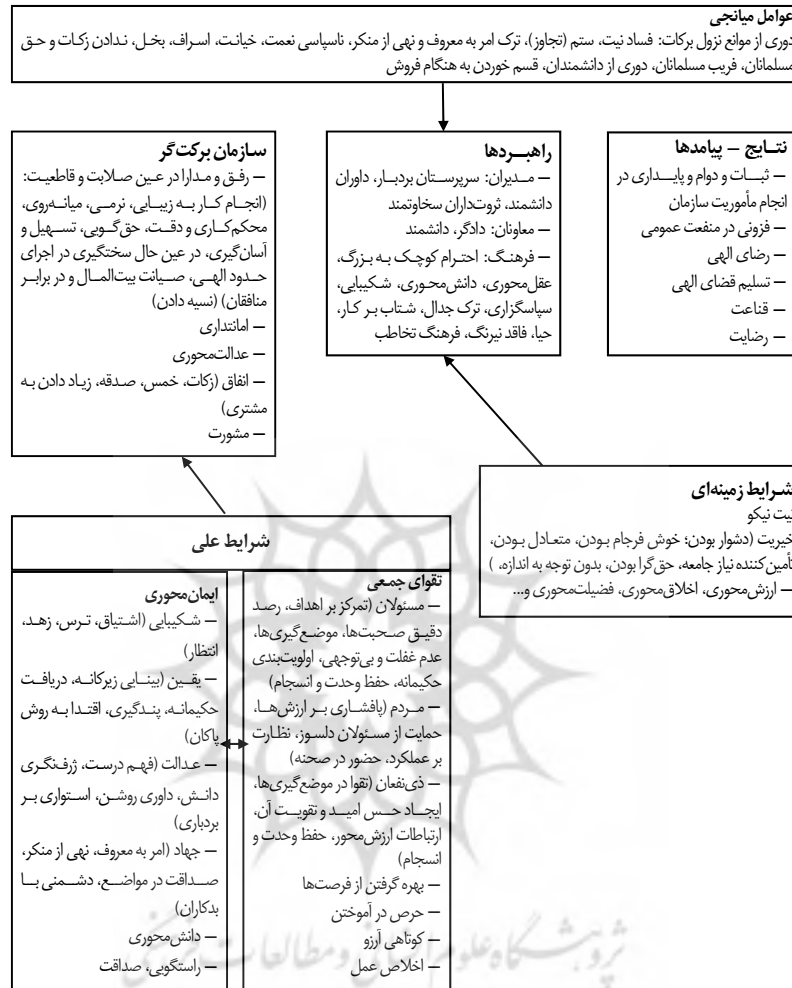 عوامل میانجی
دوری از موانع نزول برکات: فساد نیت، ستم (تجاوز)، ترک امر به معروف و نهی از منکر، ناسپاسی نعمت، خیانت، اسراف، بخل، ندادن زکات و حق
مسلمانان، فریب مسلمانان، دوری از دانشمندان، قسم خوردن به هنگام فروش
نتایج – پیامدها
– ثبات و دوام و پایداری در
انجام مأموریت سازمان
– فزونی در منفعت عمومی
– رضای الهی
– تسلیم قضای الهی
– قناعت
– رضایت
راهبردها
– مدیران: سرپرستان بردبار، داوران
دانشمند، ثروت‌داران سخاوتمند
– معاونان: دادگر، دانشمند
– فرهنگ: احترام کوچک به بزرگ،
عقل‌محوری، دانش‌محوری، شکیبایی،
سپاسگزاری، ترک جدال، شتاب بر کار،
حیا، فاقد نیرنگ، فرهنگ تخاطب
سازمان برکت‌گر
– رفق و مدارا در عین صلابت و قاطعیت:
(انجام کار به زیبایی، نرمی، میانه‌روی،
محکم‌کاری و دقت، حق‌گویی، تسهیل و
آسان‌گیری، در عین حال سختگیری در اجرای
حدود الهی، صیانت بیت‌المال و در برابر
منافقان) (نسیه دادن)
– امانتداری
– عدالت‌محوری
– انفاق (زکات، خمس، صدقه، زیاد دادن به
مشتری)
– مشورت
شرایط زمینه‌ای
نیت نیکو
خیریت (دشوار بودن؛ خوش فرجام بودن، متعادل بودن،
تأمین‌کننده نیاز جامعه، حق‌گرا بودن، بدون توجه به اندازه، )
– ارزش‌محوری، اخلاق‌محوری، فضیلت‌محوری و...
شرایط علی
تقوای جمعی
– مسئولان (تمرکز بر اهداف، رصد
دقیق صحبت‌ها، موضع‌گیری‌ها،
عدم غفلت و بی‌توجهی، اولویت‌بندی
حکیمانه، حفظ وحدت و انسجام)
– مردم (پافشاری بر ارزش‌ها،
حمایت از مسئولان دلسوز، نظارت
بر عملکرد، حضور در صحنه)
– ذی‌نفعان (تقوا در موضع‌گیری‌ها،
ایجاد حس امید و تقویت آن،
ارتباطات ارزش‌محور، حفظ وحدت و
انسجام)
– بهره گرفتن از فرصت‌ها
– حرص در آموختن
– کوتاهی آرزو
– اخلاص عمل
ایمان‌محوری
– شکیبایی (اشتیاق، ترس، زهد،
انتظار)
– یقین (بینایی زیرکانه، دریافت
حکیمانه، پندگیری، اقتدا به روش
پاکان)
– عدالت (فهم درست، ژرف‌نگری
دانش، داوری روشن، استواری بر
بردباری)
– جهاد (امر به معروف، نهی از منکر،
صداقت در مواضع، دشمنی با
بدکاران)
– دانش‌محوری
– راستگویی، صداقت
پژوهشگاه علوم انسانی و مطالعات فرهنگی